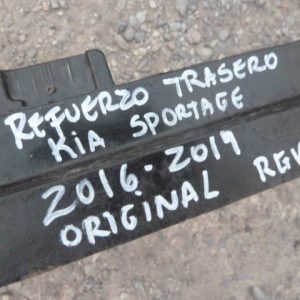 REFUERZO TRASERO
KIA SPORTAGE
2016-2019
ORIGINAL RGV